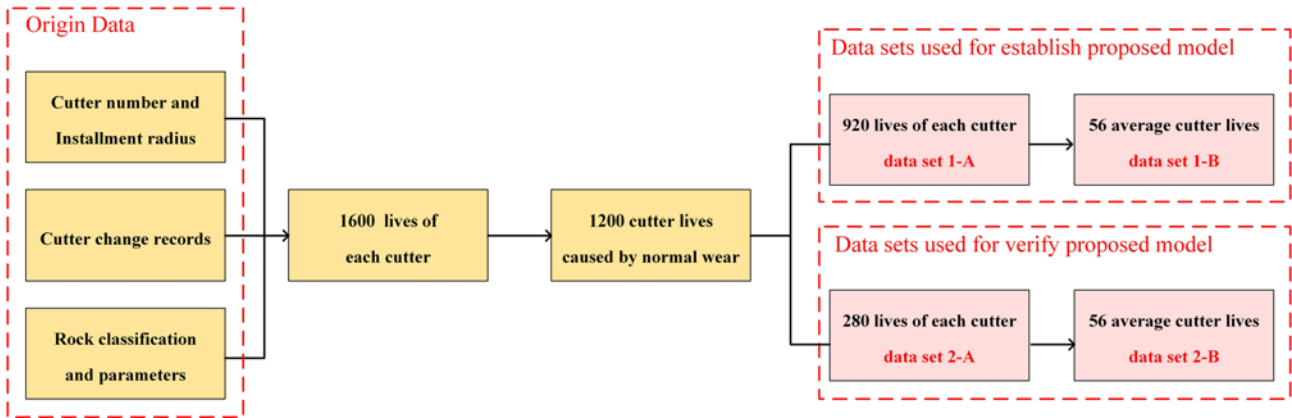 Origin Data
Cutter number and
Installment radius
Cutter change records
Rock classification
and parameters
1600 lives of
each cutter
1200 cutter lives
caused by normal wear
Data sets used for establish proposed model
920 lives of each cutter
data set 1-A
56 average cutter lives
data set 1-B
Data sets used for verify proposed model
280 lives of each cutter
data set 2-A
56 average cutter lives
data set 2-B